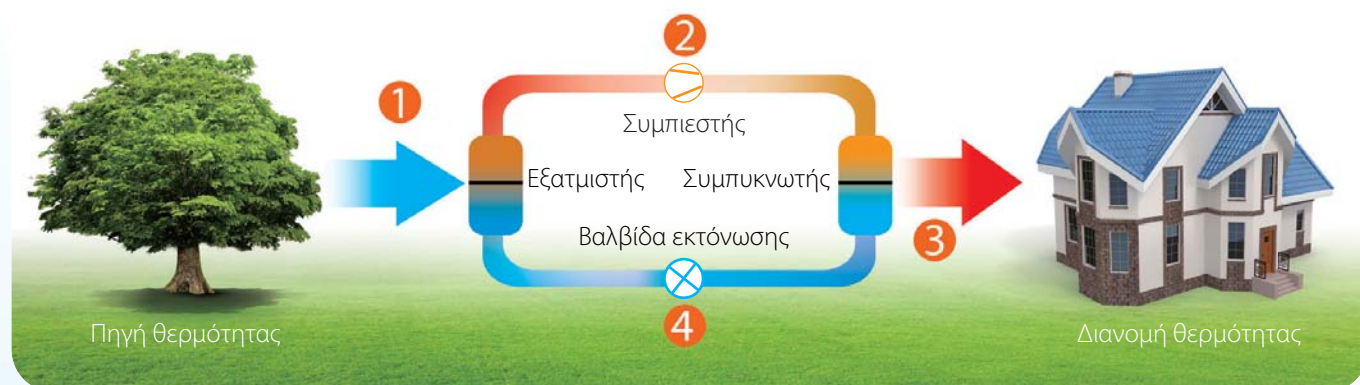 2
1
Συμπιεστής
Εξατμιστής Συμπυκνωτής
Βαλβίδα εκτόνωσης
3
4
Πηγή θερμότητας
Διανομή θερμότητας